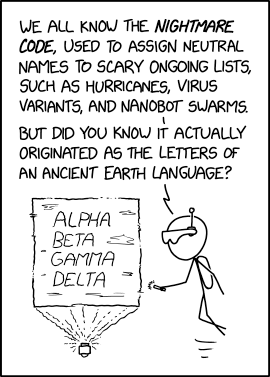 WE ALL KNOW THE NIGHTMARE
CODE, USED TO ASSIGN NEUTRAL
NAMES TO SCARY ONGOING LISTS,
SUCH AS HURRICANES, VIRUS
VARIANTS, AND NANOBOT SWARMS.
BUT DID YOU KNOW IT ACTUALLY
ORIGINATED AS THE LETTERS OF
AN ANCIENT EARTH LANGUAGE?
ALPHA
BETA
GAMMA
DELTA